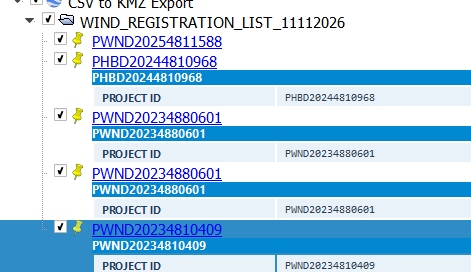 CSV to KMZ Export
WIND_REGISTRATION_LIST_11112026
PWND20254811588
PHBD20244810968
PHBD20244810968
PROJECT ID PHBD20244810968
PWND20234880601
PWND20234880601
PROJECT ID PWND20234880601
PWND20234880601
PWND20234880601
PROJECT ID PWND20234880601
PWND20234810409
PWND20234810409
PROJECT ID PWND20234810409